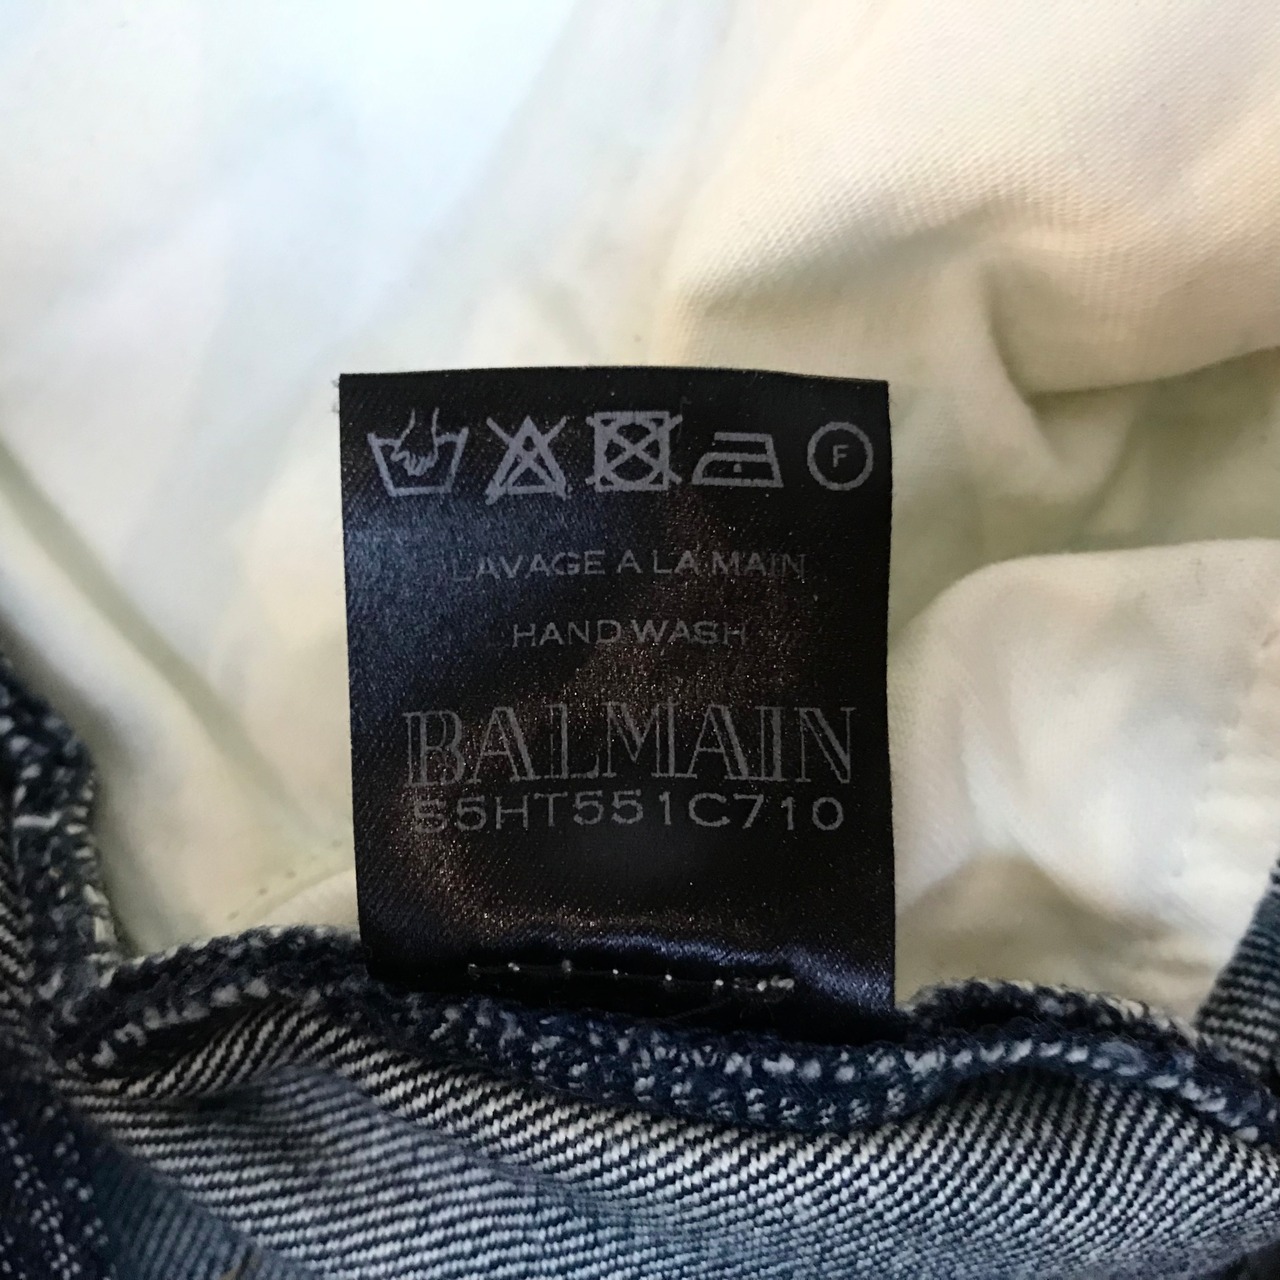 F
LAVAGE A LA MAIN
HAND WASH
BALMAIN
S5HT551C710